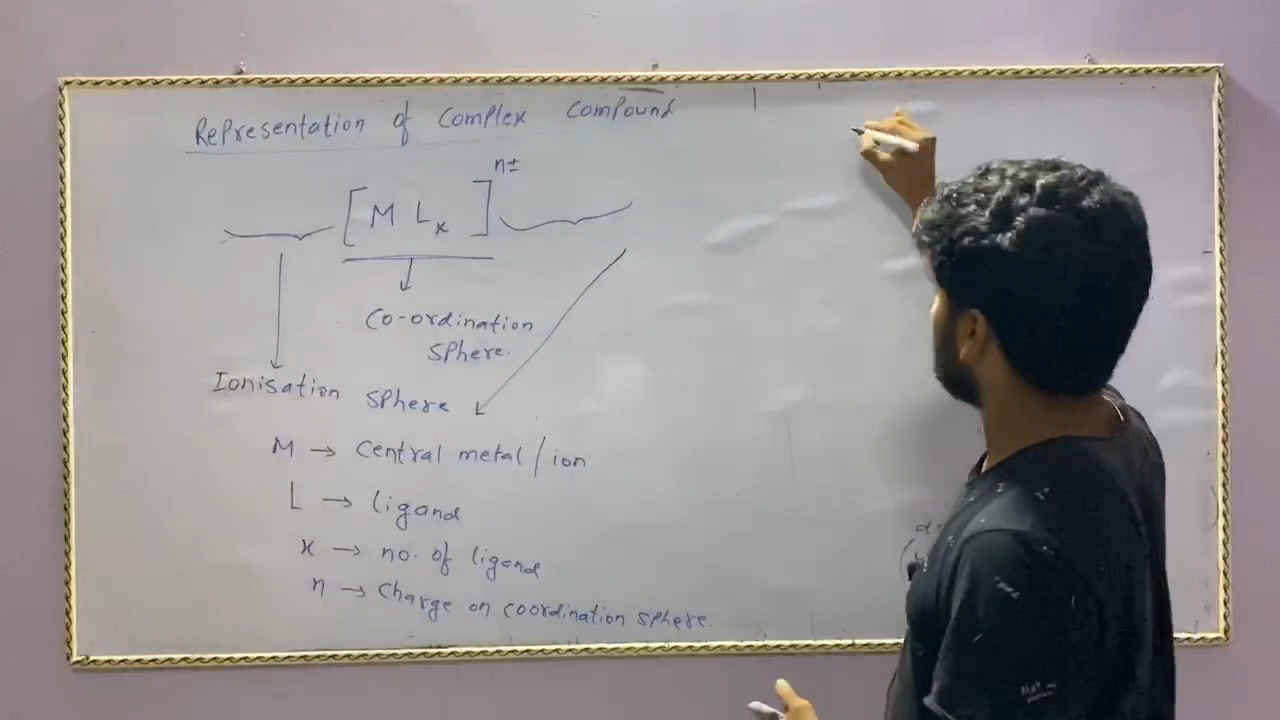 Representation of Complex Compound
[M Lx]n±
Co-ordination
Sphere.
Ionisation Sphere
M → Central metal/ion
L → ligand
x → no. of ligand
n → Charge on coordination sphere.